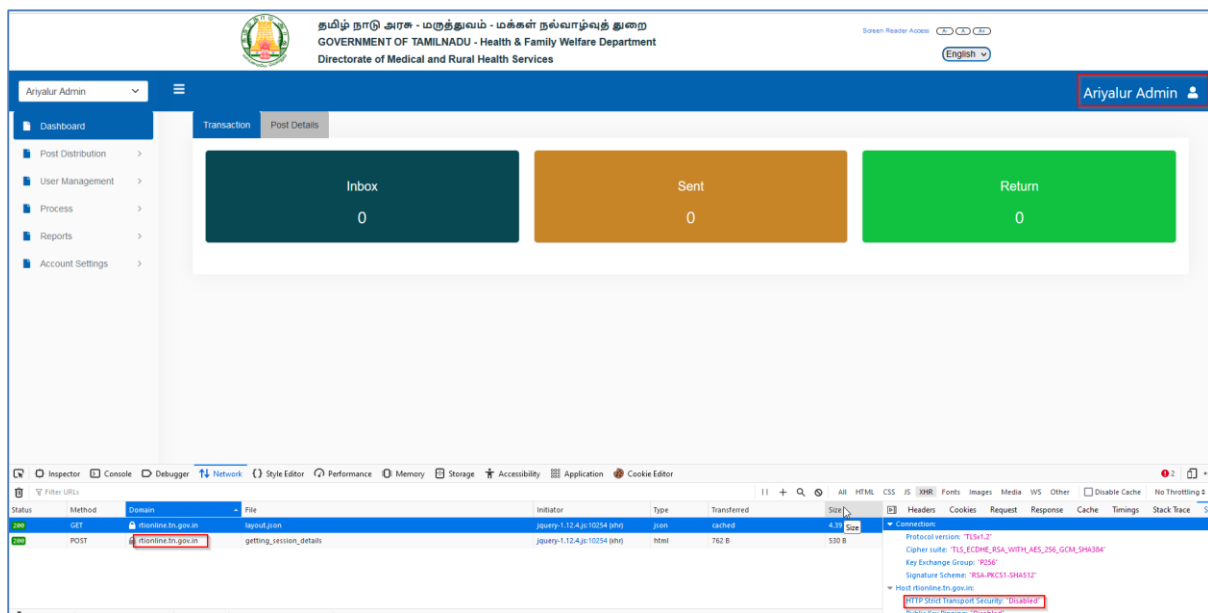 தமிழ் நாடு அரசு - மருத்துவம் - மக்கள் நல்வாழ்வுத் துறை
GOVERNMENT OF TAMILNADU - Health & Family Welfare Department
Directorate of Medical and Rural Health Services
Screen Reader Access A- A A+
English
Ariyalur Admin
Ariyalur Admin
Dashboard
Post Distribution
User Management
Process
Reports
Account Settings
Transaction Post Details
Inbox
0
Sent
0
Return
0
Inspector Console Debugger Network Style Editor Performance Memory Storage Accessibility Application Cookie Editor 2
Filter URLs
All HTML CSS JS XHR Fonts Images Media WS Other Disable Cache No Throttling
Status Method Domain File Initiator Type Transferred Size
200 GET rtionline.tn.gov.in layout.json jquery-1.12.4.js:10254 (xhr) json cached 4.39
Size
200 POST rtionline.tn.gov.in getting_session_details jquery-1.12.4.js:10254 (xhr) html 762 B 530 B
Headers Cookies Request Response Cache Timings Stack Trace
Connection:
Protocol version: "TLSv1.2"
Cipher suite: "TLS_ECDHE_RSA_WITH_AES_256_GCM_SHA384"
Key Exchange Group: "P256"
Signature Scheme: "RSA-PKCS1-SHA512"
Host rtionline.tn.gov.in:
HTTP Strict Transport Security: "Disabled"